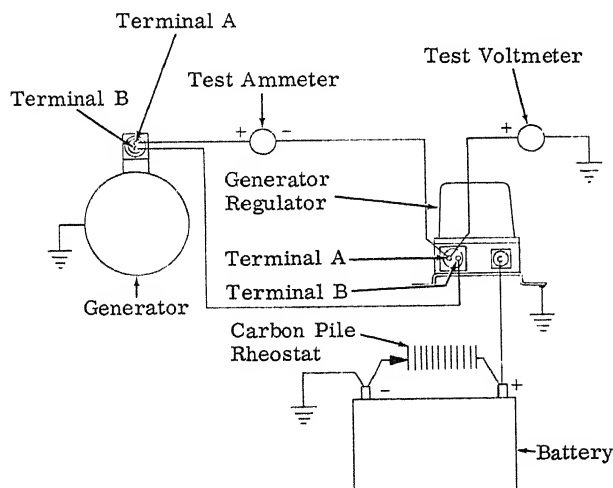 Terminal A
Test Ammeter
Test Voltmeter
Terminal B
+
-
+
Generator
Regulator
Terminal A
C
-
Terminal B
Generator
Carbon Pile
Rheostat
-
+
Battery